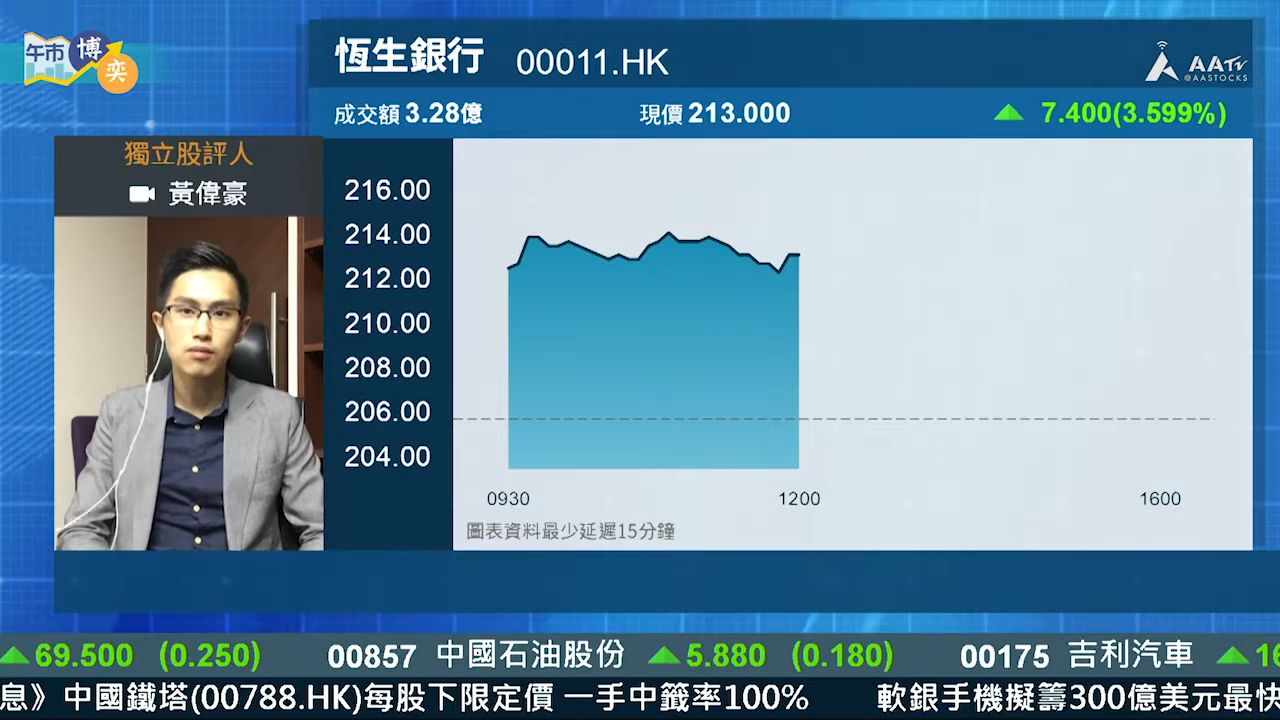 午市
博
奕
恆生銀行 00011.HK
AATV
@AASTOCKS
成交額 3.28億 現價 213.000 7.400(3.599%)
獨立股評人
黃偉豪
216.00
214.00
212.00
210.00
208.00
206.00
204.00
0930 1200 1600
圖表資料最少延遲15分鐘
69.500 (0.250) 00857 中國石油股份 5.880 (0.180) 00175 吉利汽車 16
息》中國鐵塔(00788.HK)每股下限定價 一手中籤率100% 軟銀手機擬籌300億美元最快